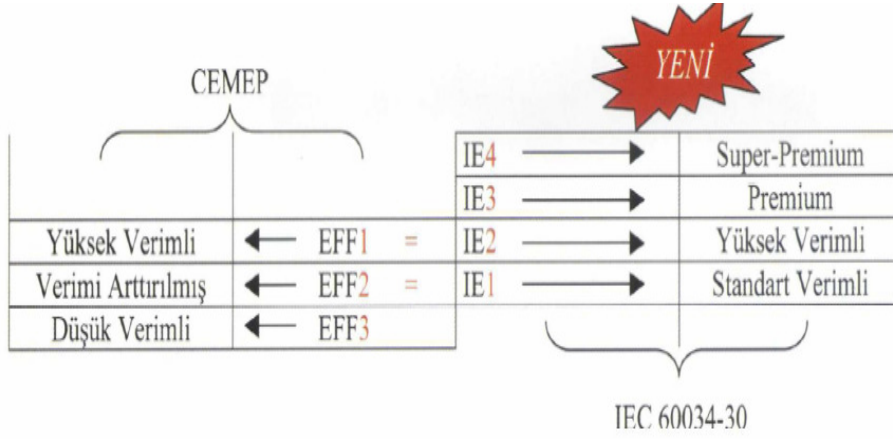 YENİ
CEMEP
IE4 Super-Premium
IE3 Premium
Yüksek Verimli EFF1 = IE2 Yüksek Verimli
Verimi Arttırılmış EFF2 = IE1 Standart Verimli
Düşük Verimli EFF3
IEC 60034-30